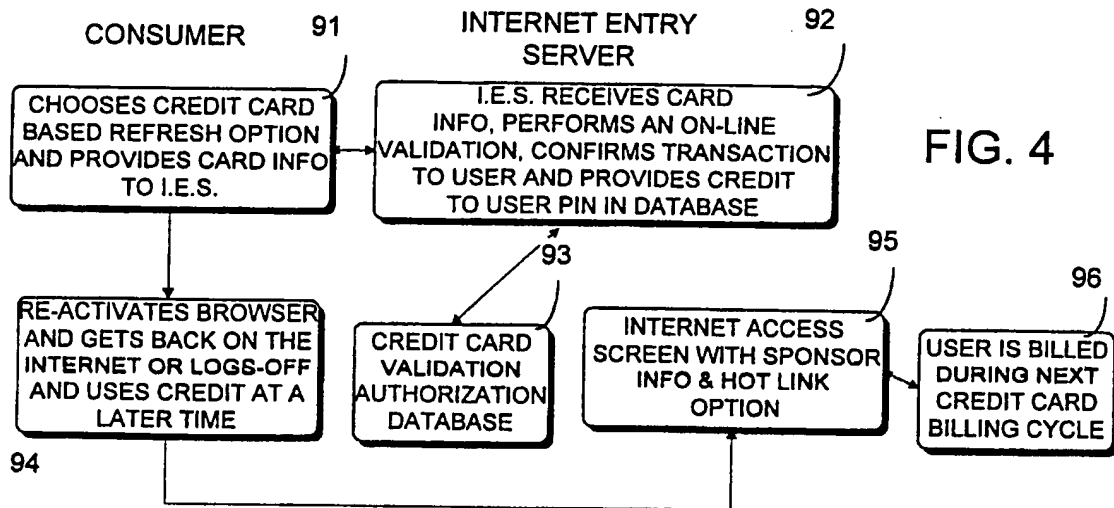 CONSUMER
91
INTERNET ENTRY
SERVER
92
CHOOSES CREDIT CARD
BASED REFRESH OPTION
AND PROVIDES CARD INFO
TO I.E.S.
I.E.S. RECEIVES CARD
INFO, PERFORMS AN ON-LINE
VALIDATION, CONFIRMS TRANSACTION
TO USER AND PROVIDES CREDIT
TO USER PIN IN DATABASE
FIG. 4
RE-ACTIVATES BROWSER
AND GETS BACK ON THE
INTERNET OR LOGS-OFF
AND USES CREDIT AT A
LATER TIME
94
93
CREDIT CARD
VALIDATION
AUTHORIZATION
DATABASE
95
INTERNET ACCESS
SCREEN WITH SPONSOR
INFO & HOT LINK
OPTION
96
USER IS BILLED
DURING NEXT
CREDIT CARD
BILLING CYCLE